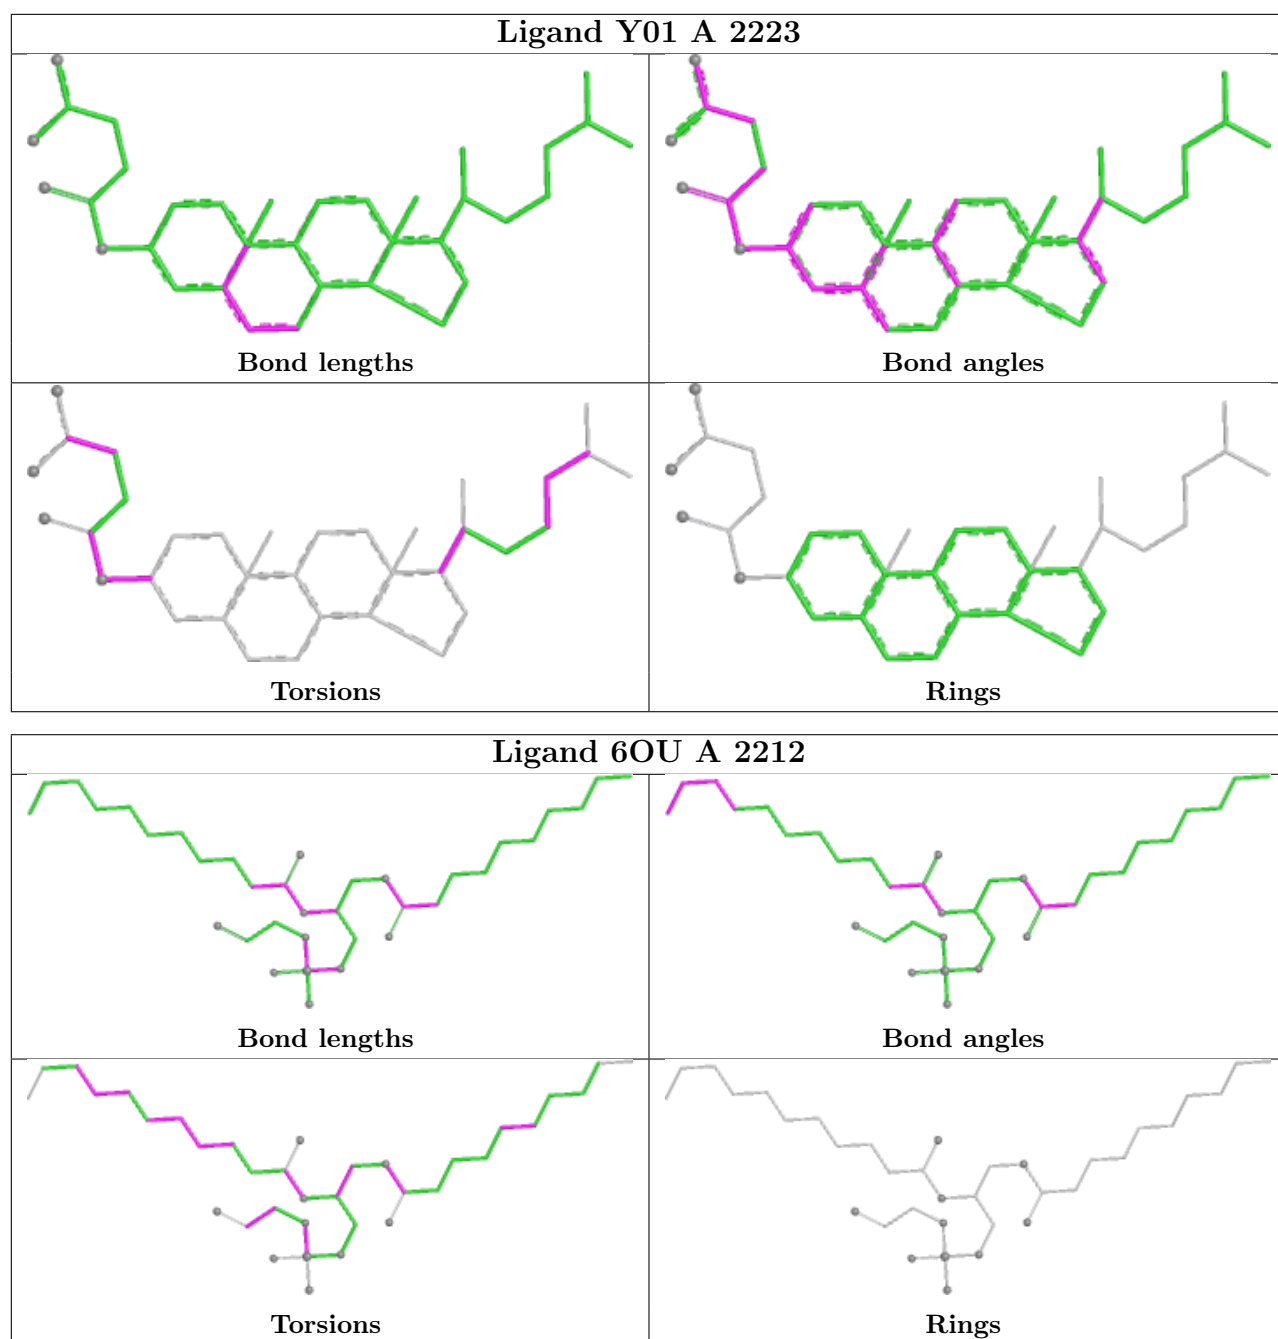 Ligand Y01 A 2223
Bond lengths
Bond angles
Torsions
Rings
Ligand 6OU A 2212
Bond lengths
Bond angles
Torsions
Rings